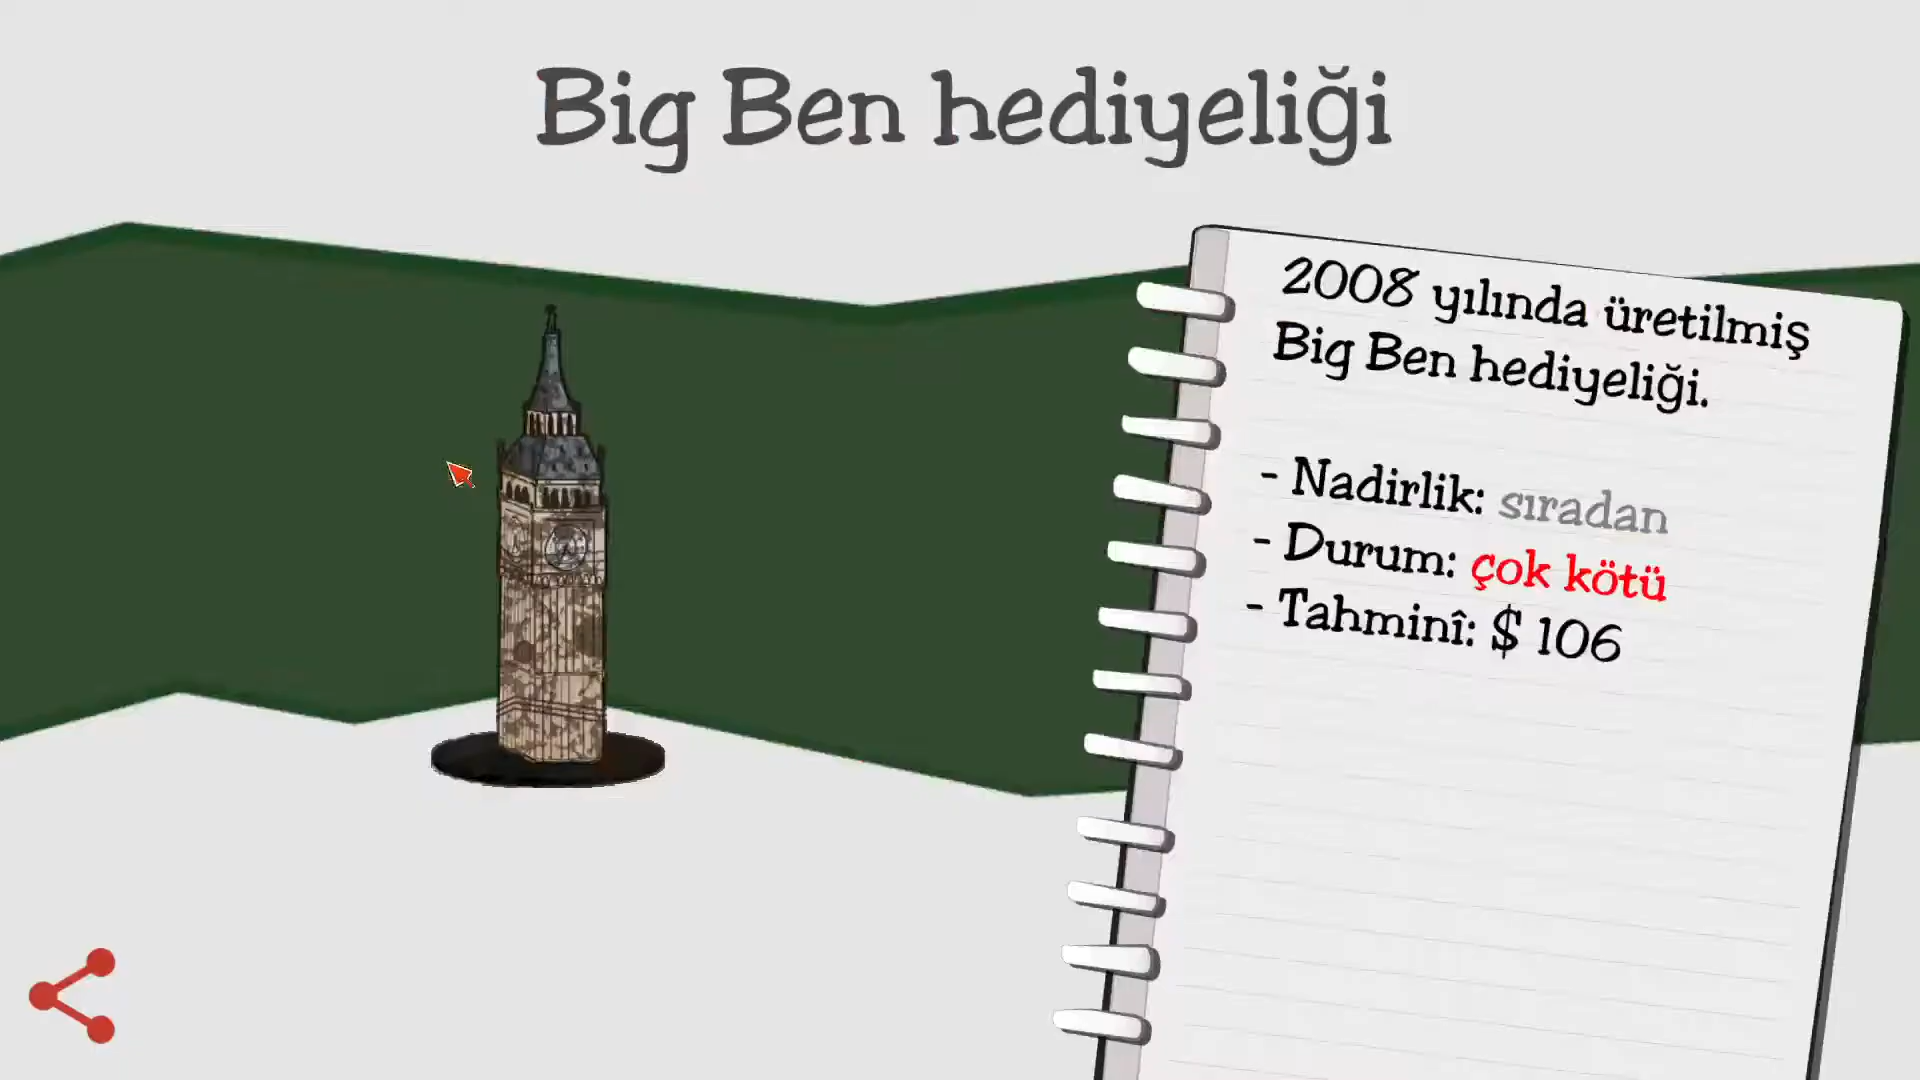 Big Ben hediyeliği
2008 yılında üretilmiş
Big Ben hediyeliği.
- Nadirlik: sıradan
- Durum: çok kötü
- Tahminî: $ 106